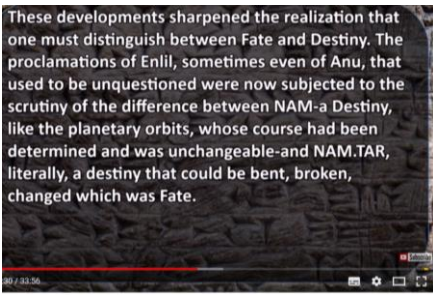 These developments sharpened the realization that
one must distinguish between Fate and Destiny. The
proclamations of Enlil, sometimes even of Anu, that
used to be unquestioned were now subjected to the
scrutiny of the difference between NAM-a Destiny,
like the planetary orbits, whose course had been
determined and was unchangeable-and NAM.TAR,
literally, a destiny that could be bent, broken,
changed which was Fate.
:30 / 33:56